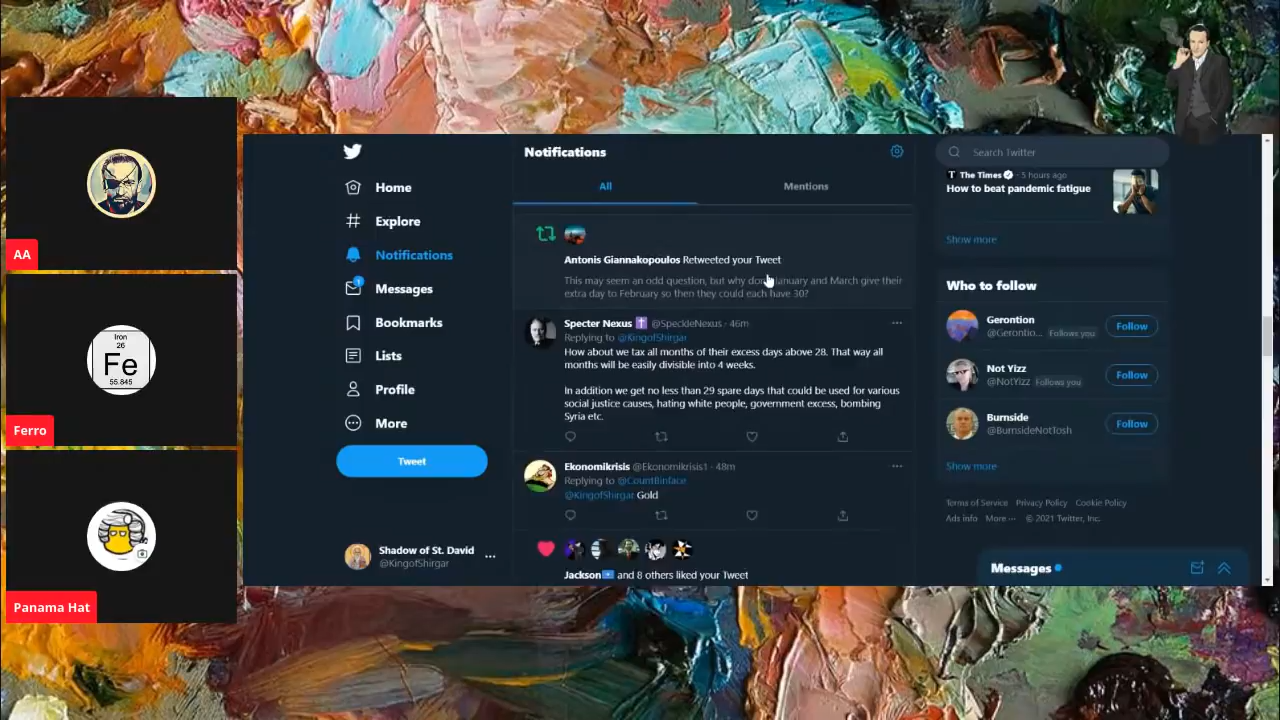 AA
Iron
26
Fe
55.845
Ferro
Panama Hat
Home
Explore
Notifications
1
Messages
Bookmarks
Lists
Profile
More
Tweet
Shadow of St. David
@KingofShirgar
Notifications
All
Mentions
Antonis Giannakopoulos Retweeted your Tweet
This may seem an odd question, but why don't January and March give their
extra day to February so then they could each have 30?
Specter Nexus @SpecideNexus · 46m
Replying to @KingofShirgar
How about we tax all months of their excess days above 28. That way all
months will be easily divisible into 4 weeks.
In addition we get no less than 29 spare days that could be used for various
social justice causes, hating white people, government excess, bombing
Syria etc.
Ekonomikrisis @Ekonomikrisis1 · 48m
Replying to @CountBinface
@KingofShirgar Gold
Jackson and 8 others liked your Tweet
Search Twitter
The Times · 5 hours ago
How to beat pandemic fatigue
Show more
Who to follow
Gerontion
@Gerontio... Follows you
Follow
Not Yizz
@NotYizz Follows you
Follow
Burnside
@BurnsideNotTosh
Follow
Show more
Terms of Service Privacy Policy Cookie Policy
Ads info More ··· © 2021 Twitter, Inc.
Messages